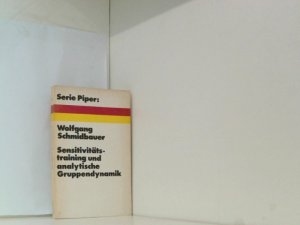 Serie Piper:
Wolfgang
Schmidbauer
Sensitivitäts-
training und
analytische
Gruppendynamik